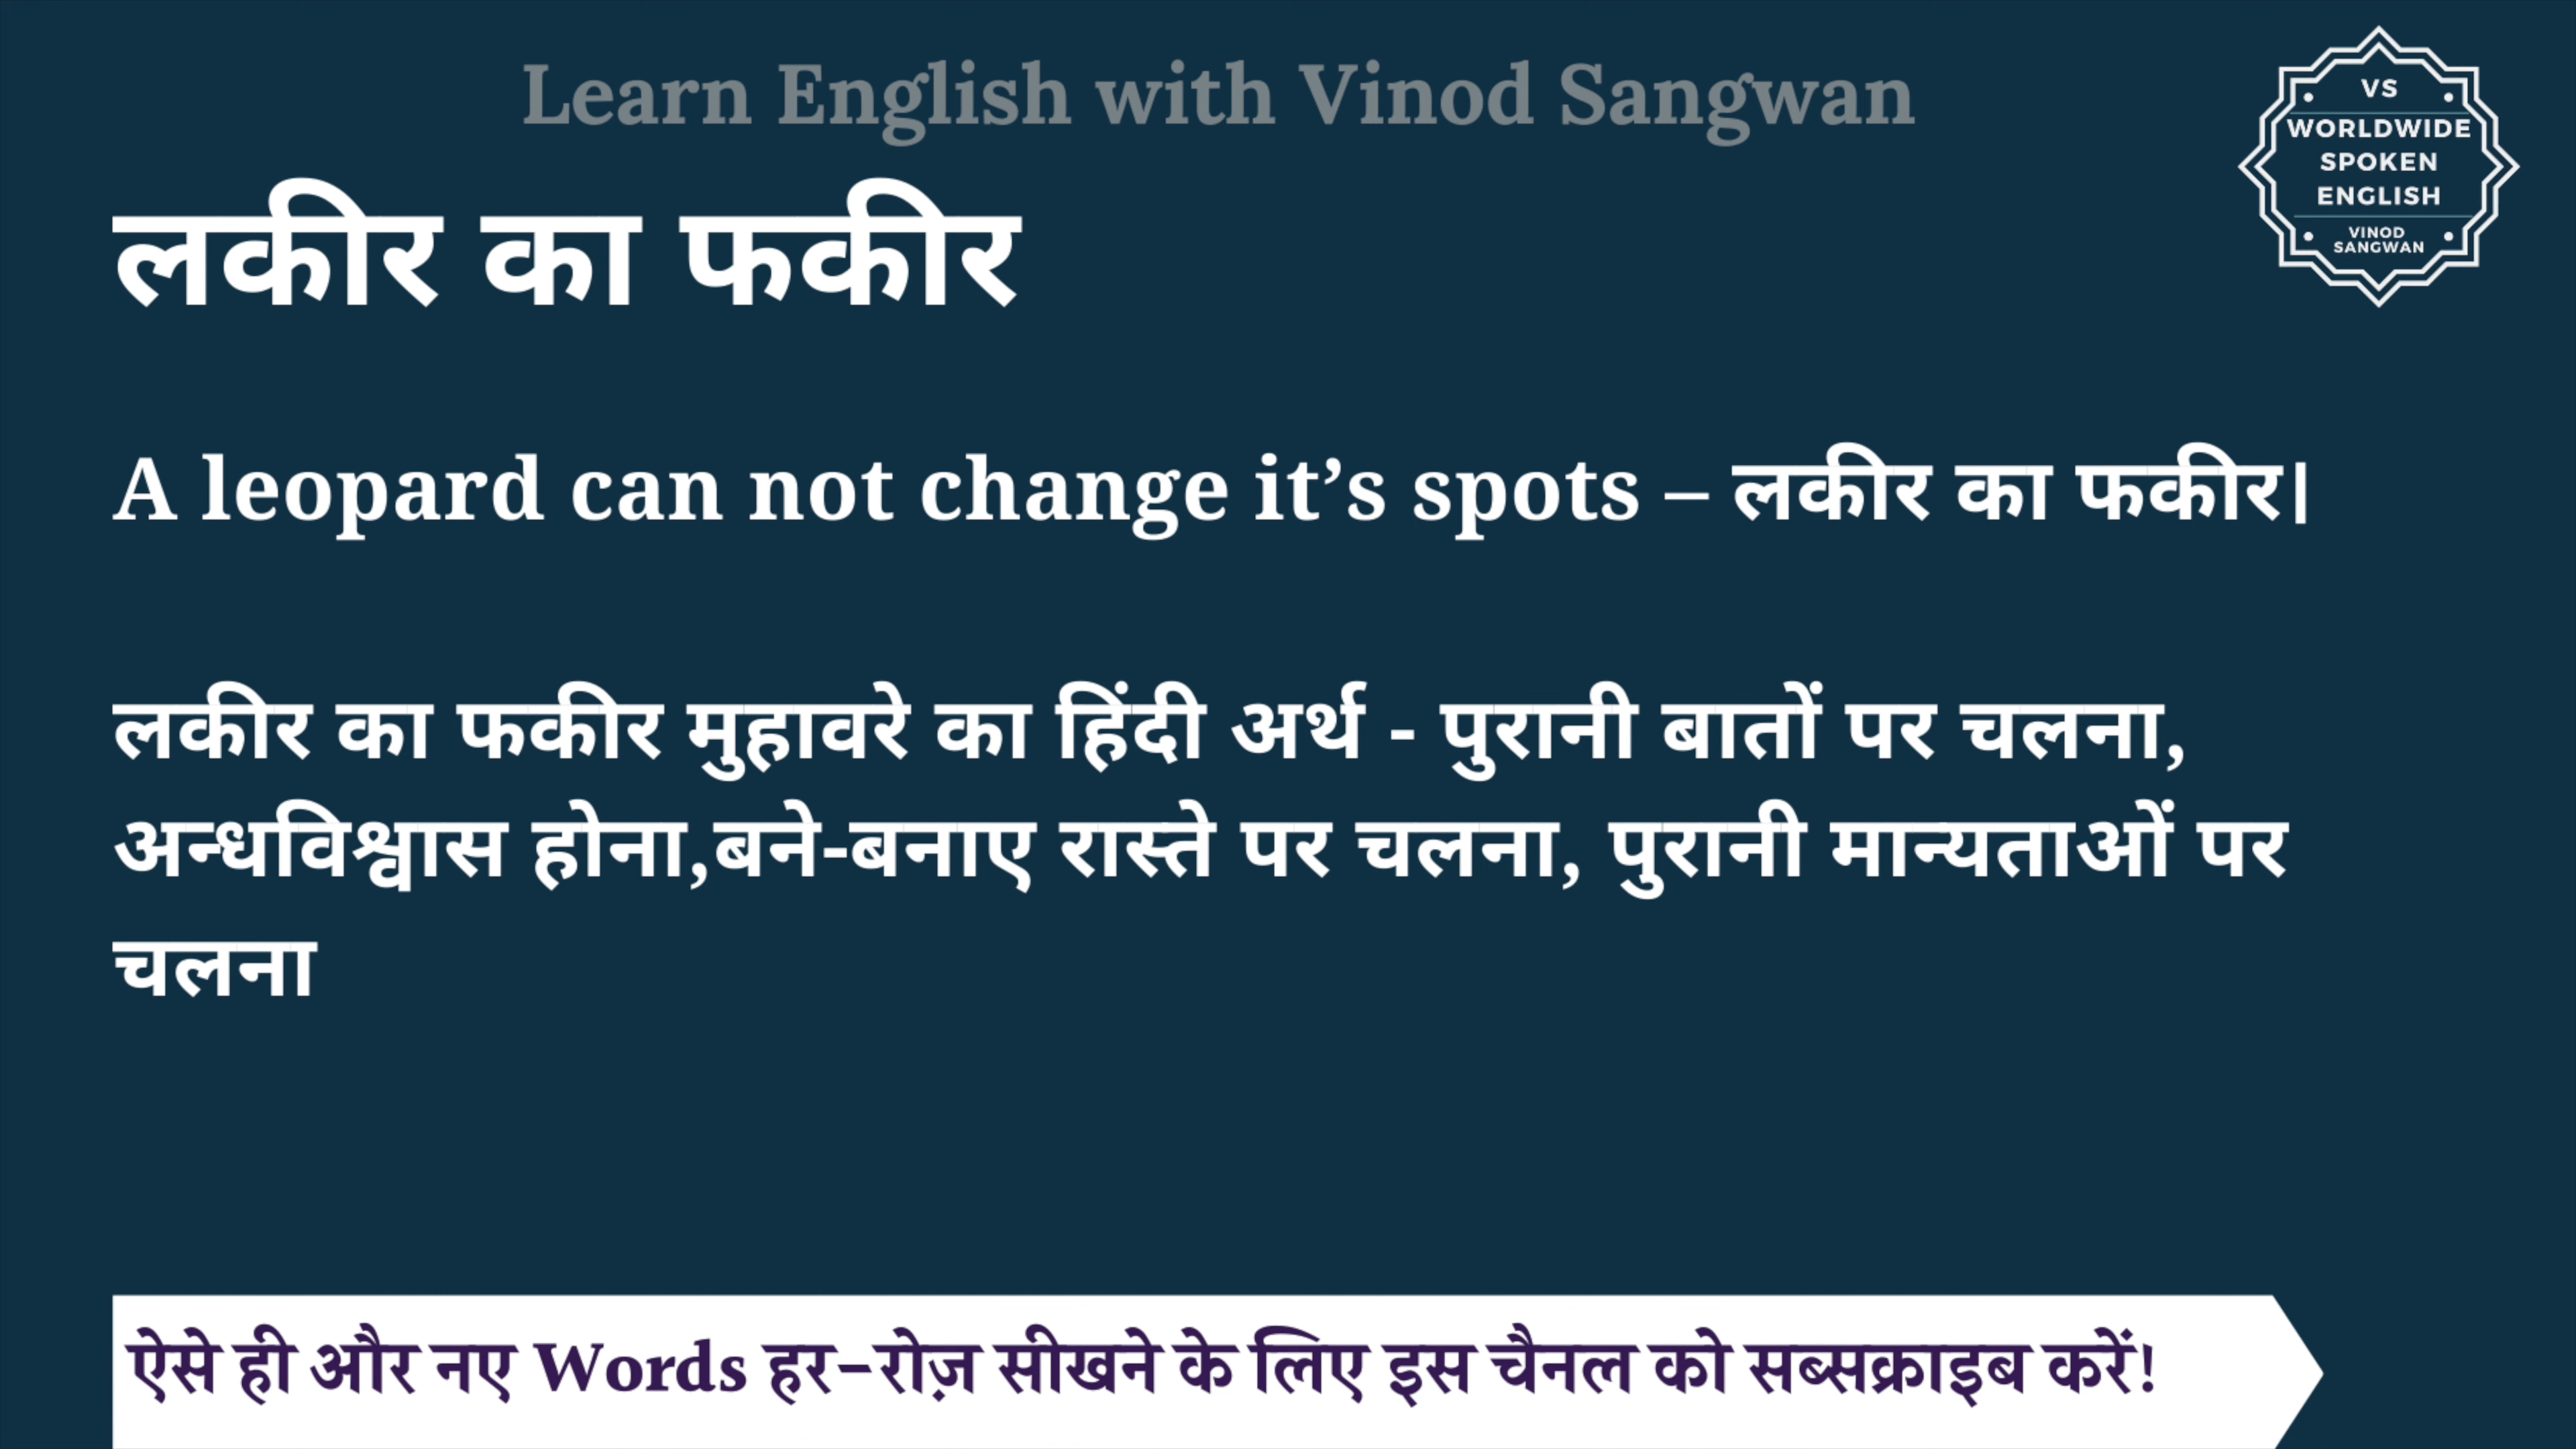 Learn English with Vinod Sangwan
VS
WORLDWIDE
SPOKEN
ENGLISH
VINOD
SANGWAN
लकीर का फकीर
A leopard can not change it’s spots – लकीर का फकीर।
लकीर का फकीर मुहावरे का हिंदी अर्थ - पुरानी बातों पर चलना,
अन्धविश्वास होना,बने-बनाए रास्ते पर चलना, पुरानी मान्यताओं पर
चलना
ऐसे ही और नए Words हर–रोज़ सीखने के लिए इस चैनल को सब्सक्राइब करें!